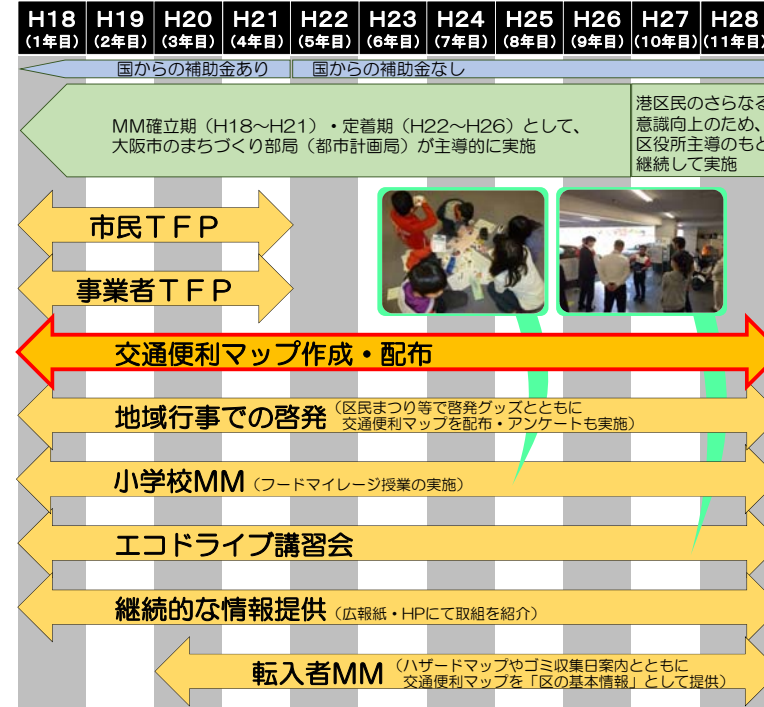 H18 H19 H20 H21 H22 H23 H24 H25 H26 H27 H28
(1年目) (2年目) (3年目) (4年目) (5年目) (6年目) (7年目) (8年目) (9年目) (10年目) (11年目)
国からの補助金あり 国からの補助金なし
MM確立期（H18～H21）・定着期（H22～H26）として、
大阪市のまちづくり部局（都市計画局）が主導的に実施
港区民のさらなる
意識向上のため、
区役所主導のもと
継続して実施
市民TFP
事業者TFP
交通便利マップ作成・配布
地域行事での啓発（区民まつり等で啓発グッズとともに
交通便利マップを配布・アンケートも実施）
小学校MM（フードマイレージ授業の実施）
エコドライブ講習会
継続的な情報提供（広報紙・HPにて取組を紹介）
転入者MM（ハザードマップやゴミ収集日案内とともに
交通便利マップを「区の基本情報」として提供）